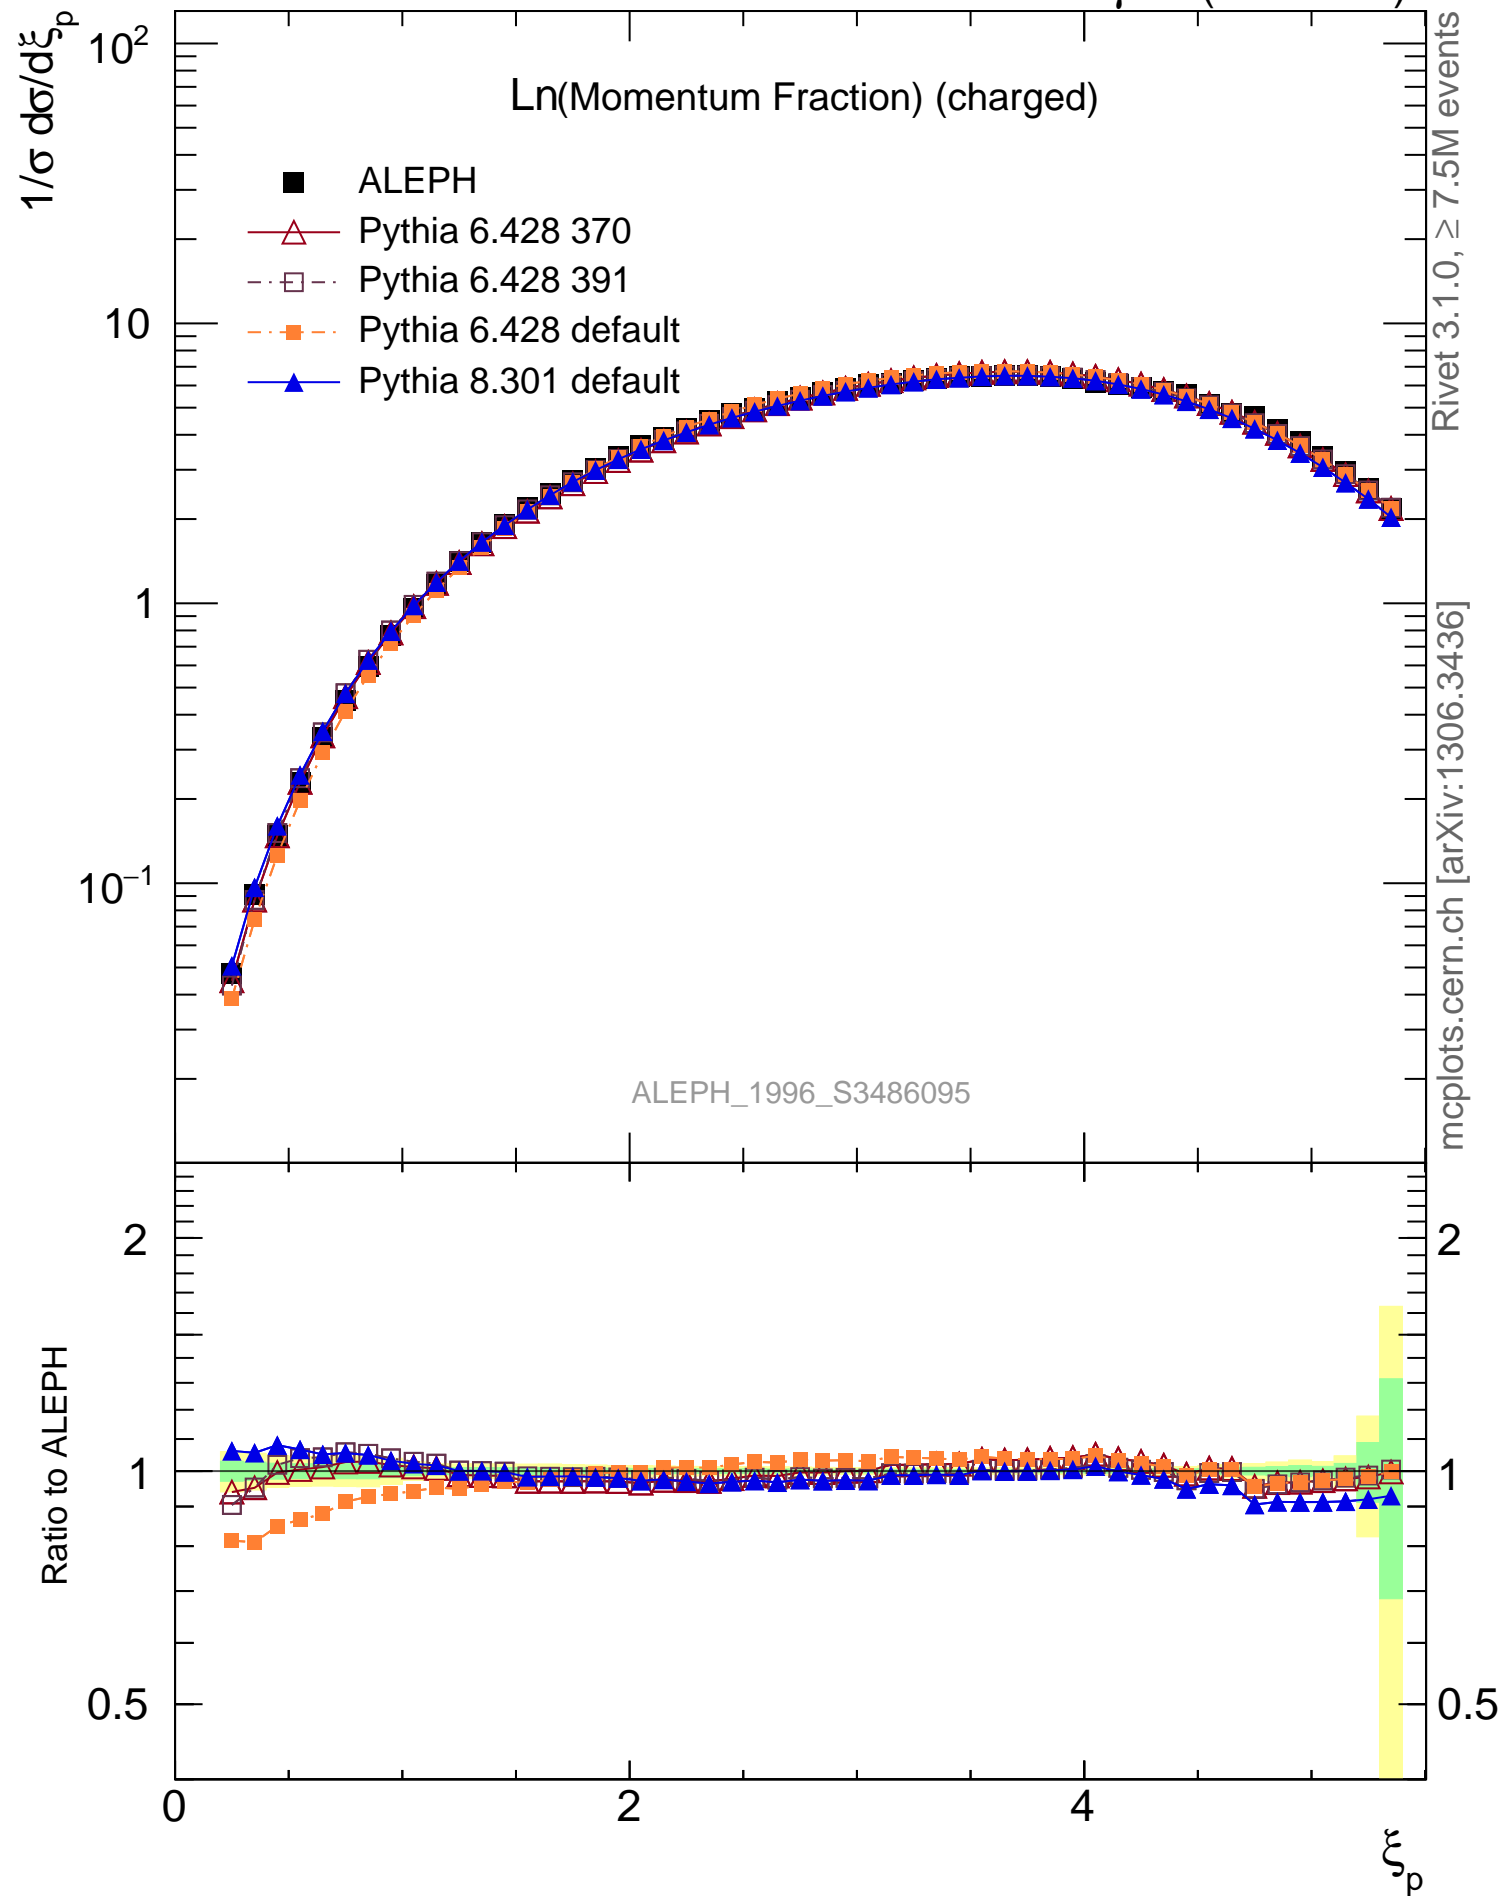 1/σ dσ/dξp
10²
10
1
10⁻¹
Ln(Momentum Fraction) (charged)
ALEPH
Pythia 6.428 370
Pythia 6.428 391
Pythia 6.428 default
Pythia 8.301 default
ALEPH_1996_S3486095
Rivet 3.1.0, ≥ 7.5M events
mcplots.cern.ch [arXiv:1306.3436]
Ratio to ALEPH
2
1
0.5
2
1
0.5
0
2
4
ξp